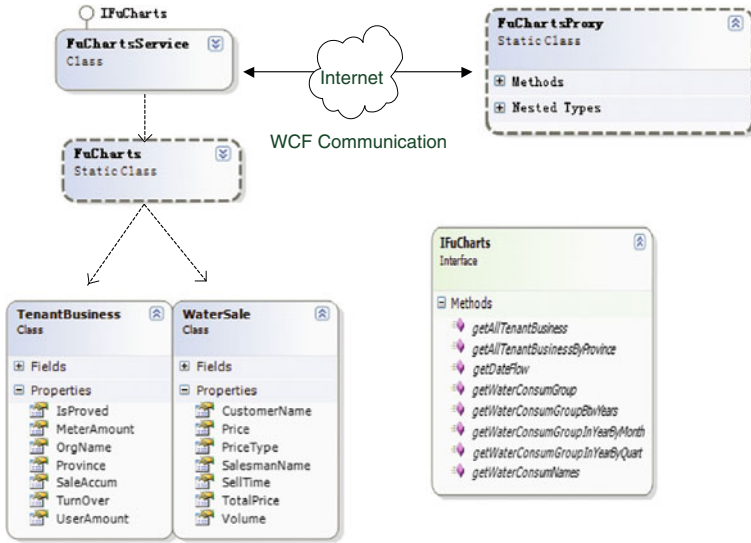 IFuCharts
FuChartsService
Class
FuChartsProxy
Static Class
Methods
Nested Types
Internet
WCF Communication
FuCharts
Static Class
IFuCharts
Interface
Methods
getAllTenantBusiness
getAllTenantBusinessByProvince
getDateFlow
getWaterConsumGroup
getWaterConsumGroupBtwYears
getWaterConsumGroupInYearByMonth
getWaterConsumGroupInYearByQuart
getWaterConsumNames
TenantBusiness
Class
Fields
Properties
IsProved
MeterAmount
OrgName
Province
SaleAccum
TurnOver
UserAmount
WaterSale
Class
Fields
Properties
CustomerName
Price
PriceType
SalesmanName
SellTime
TotalPrice
Volume